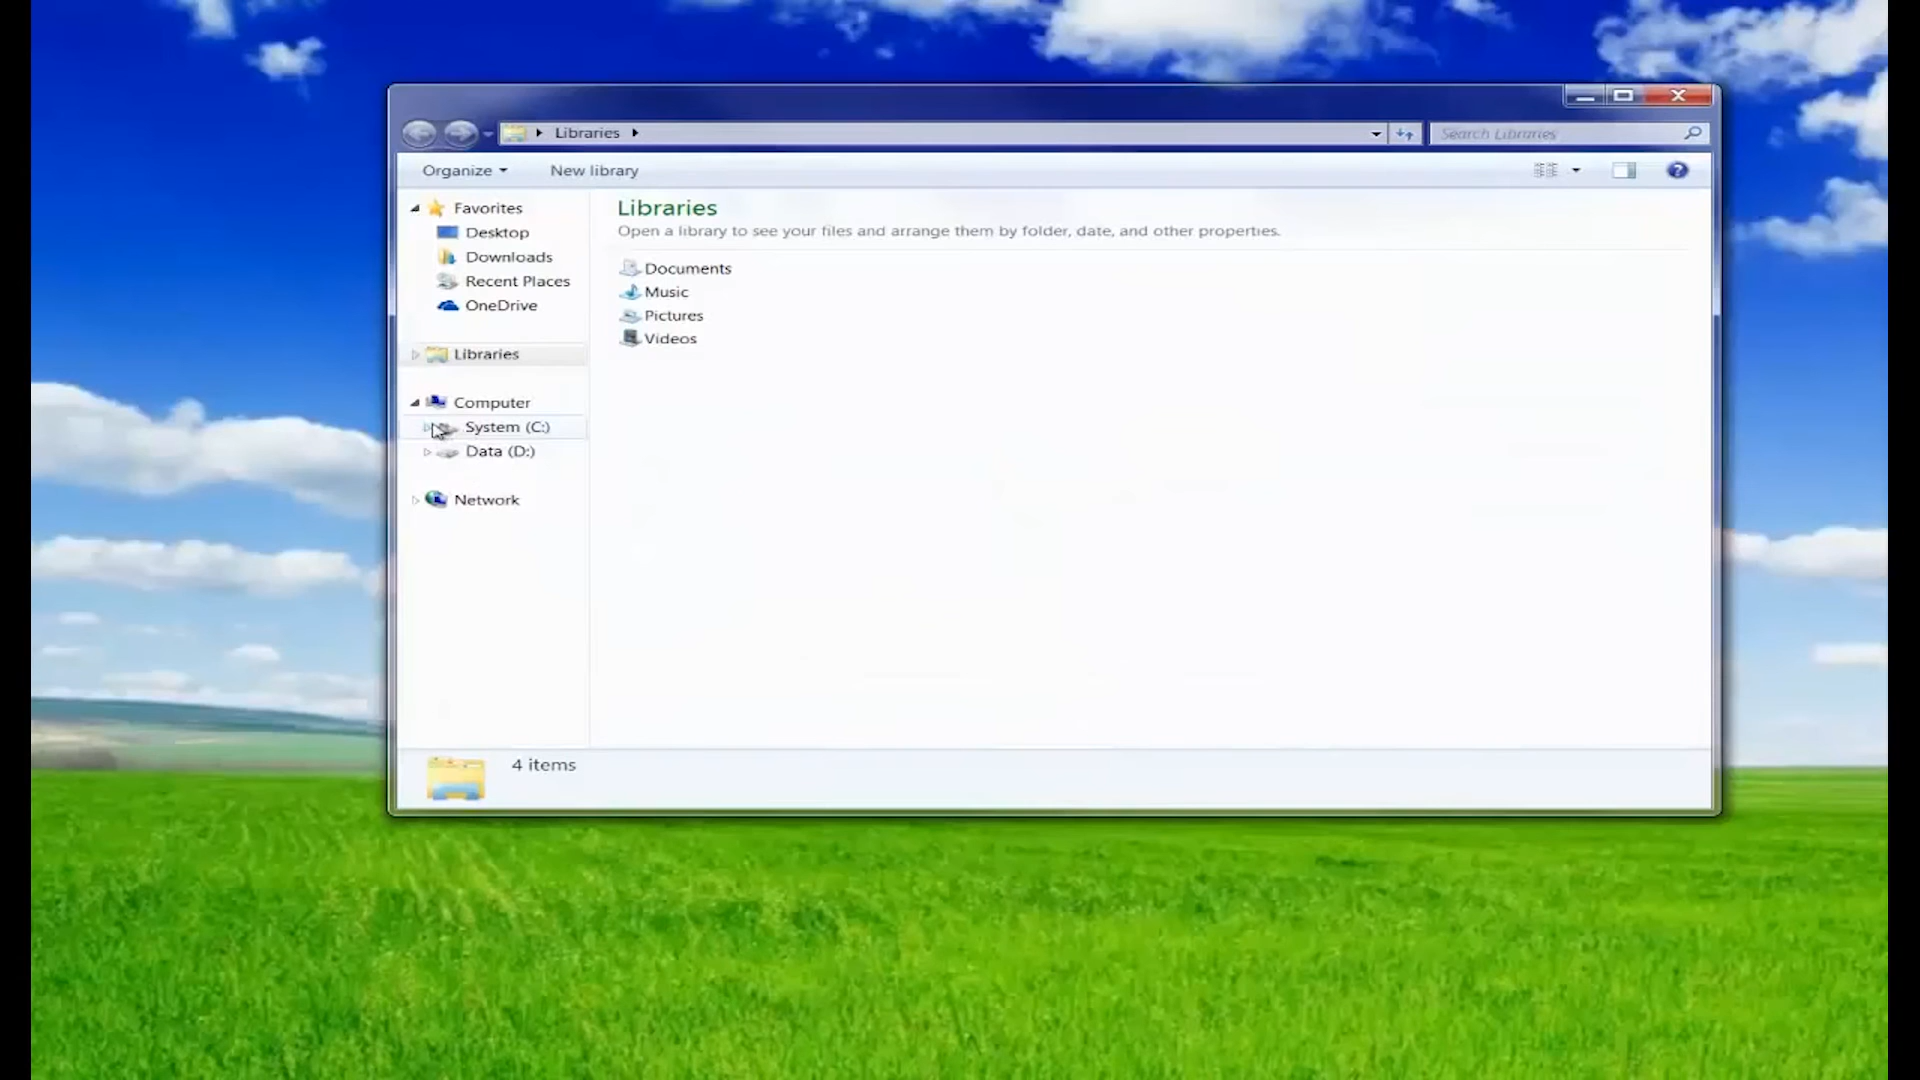 Libraries
Search Libraries
Organize
New library
Favorites
Desktop
Downloads
Recent Places
OneDrive
Libraries
Computer
System (C:)
Data (D:)
Network
Libraries
Open a library to see your files and arrange them by folder, date, and other properties.
Documents
Music
Pictures
Videos
4 items